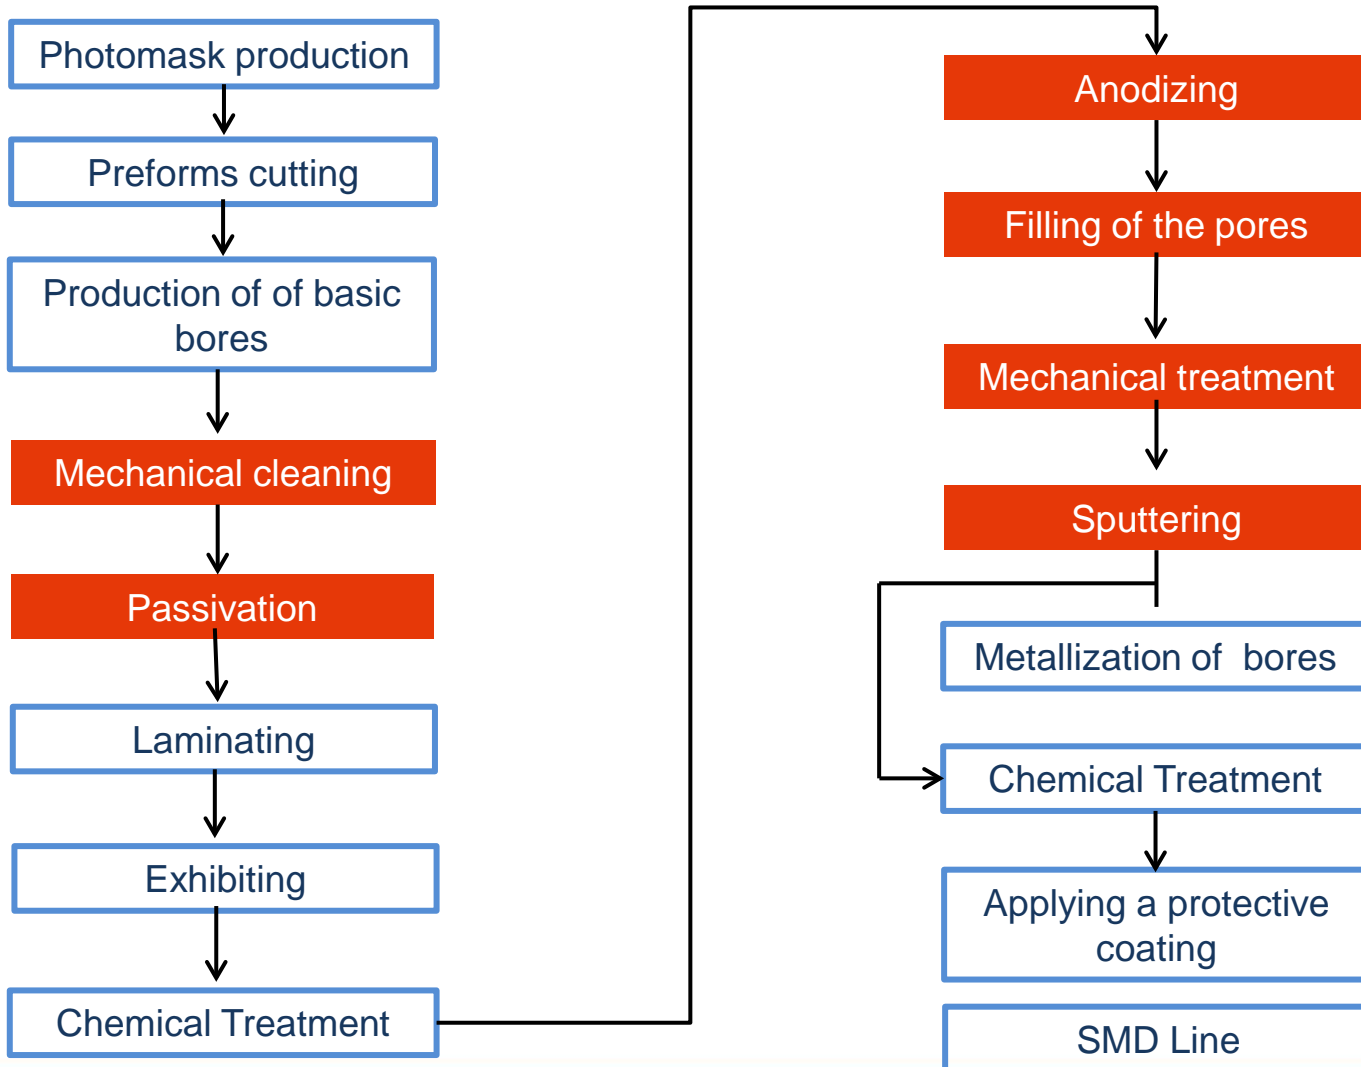 Photomask production
Preforms cutting
Production of of basic
bores
Mechanical cleaning
Passivation
Laminating
Exhibiting
Chemical Treatment
Anodizing
Filling of the pores
Mechanical treatment
Sputtering
Metallization of  bores
Chemical Treatment
Applying a protective
coating
SMD Line